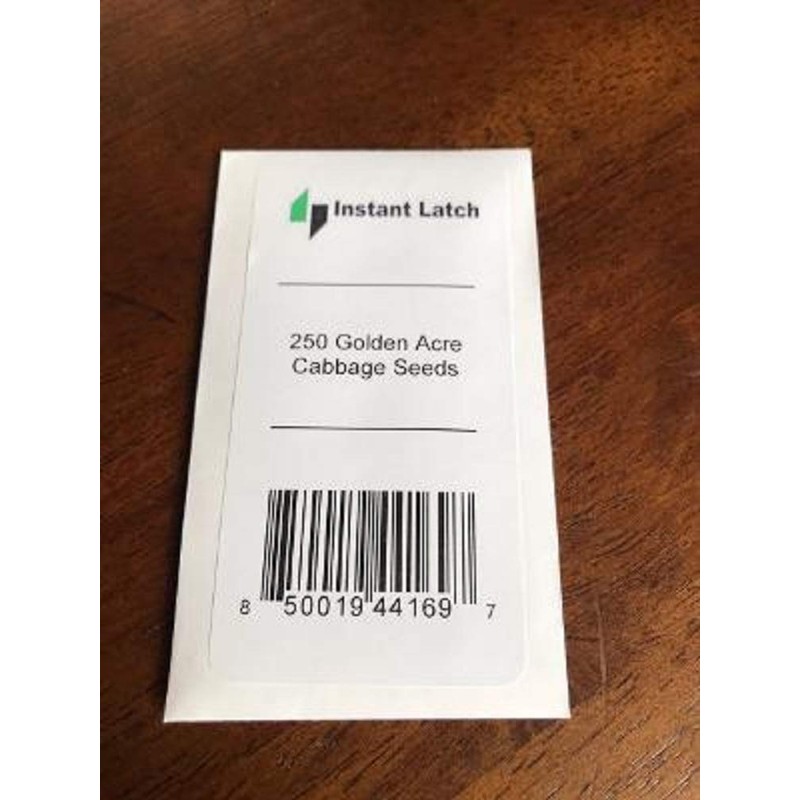 Instant Latch
250 Golden Acre
Cabbage Seeds
8 50019 44169 7